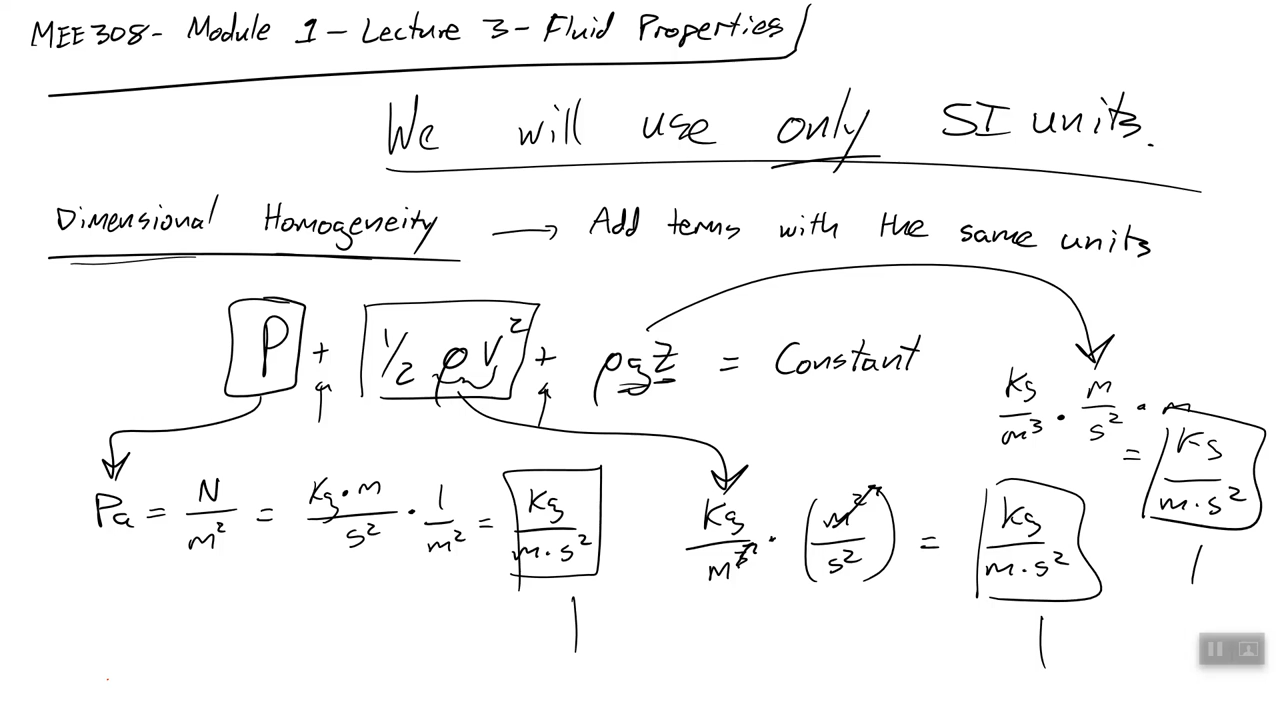 MEE308- Module 1 - Lecture 3 - Fluid Properties
We will use only SI units.
Dimensional Homogeneity → Add terms with the same units
P + 1/2 ρV² + ρgz = Constant
Pa = N/m² = Kg·m/s² · 1/m² = Kg/m·s²
Kg/m³ · (m²/s²) = Kg/m·s²
Kg/m³ · m/s² · m
= Kg/m·s²